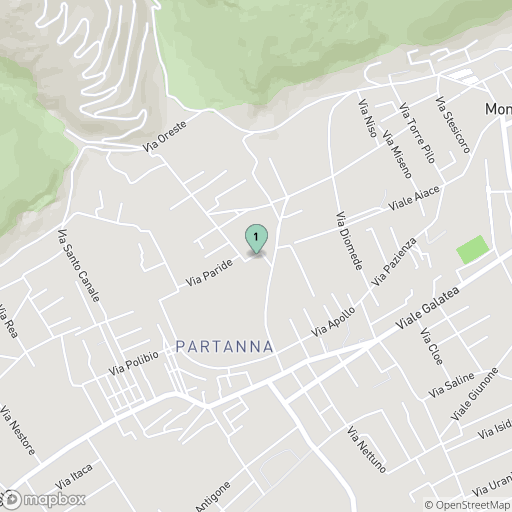 Via Oreste
Via Niso
Via Torre Pilo
Via Stesicoro
Mon
Via Miseno
Viale Aiace
Via Santo Canale
1
Via Diomede
Via Pazienza
Via Paride
Via Rea
Viale Galatea
Via Apollo
PARTANNA
Via Cloe
Via Polibio
Via Saline
Viale Giunone
Via Nestore
Via Isid
Via Nettuno
Via Itaca
Antigone
Via Urani
mapbox
© OpenStreetMap